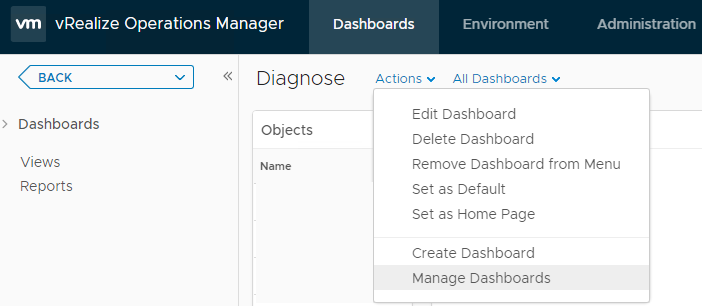 vm vRealize Operations Manager Dashboards Environment Administration
BACK
Diagnose Actions All Dashboards
Dashboards
Views
Reports
Objects
Name
Edit Dashboard
Delete Dashboard
Remove Dashboard from Menu
Set as Default
Set as Home Page
Create Dashboard
Manage Dashboards